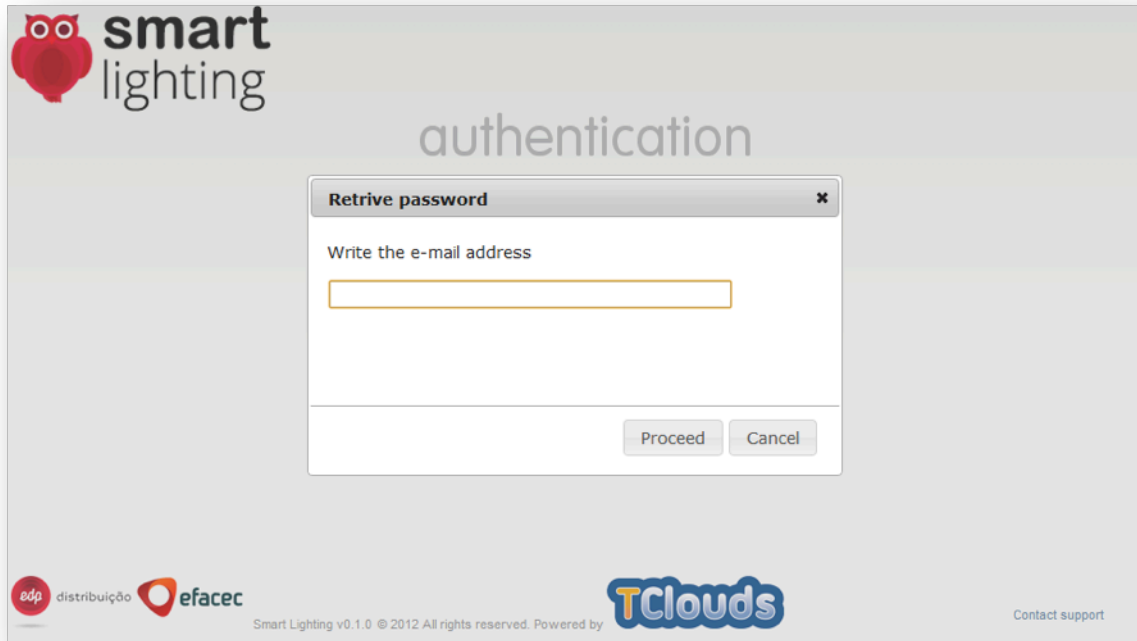 smart
lighting
authentication
Retrive password
Write the e-mail address
Proceed Cancel
edp distribuição efacec
Smart Lighting v0.1.0 © 2012 All rights reserved. Powered by TClouds
Contact support